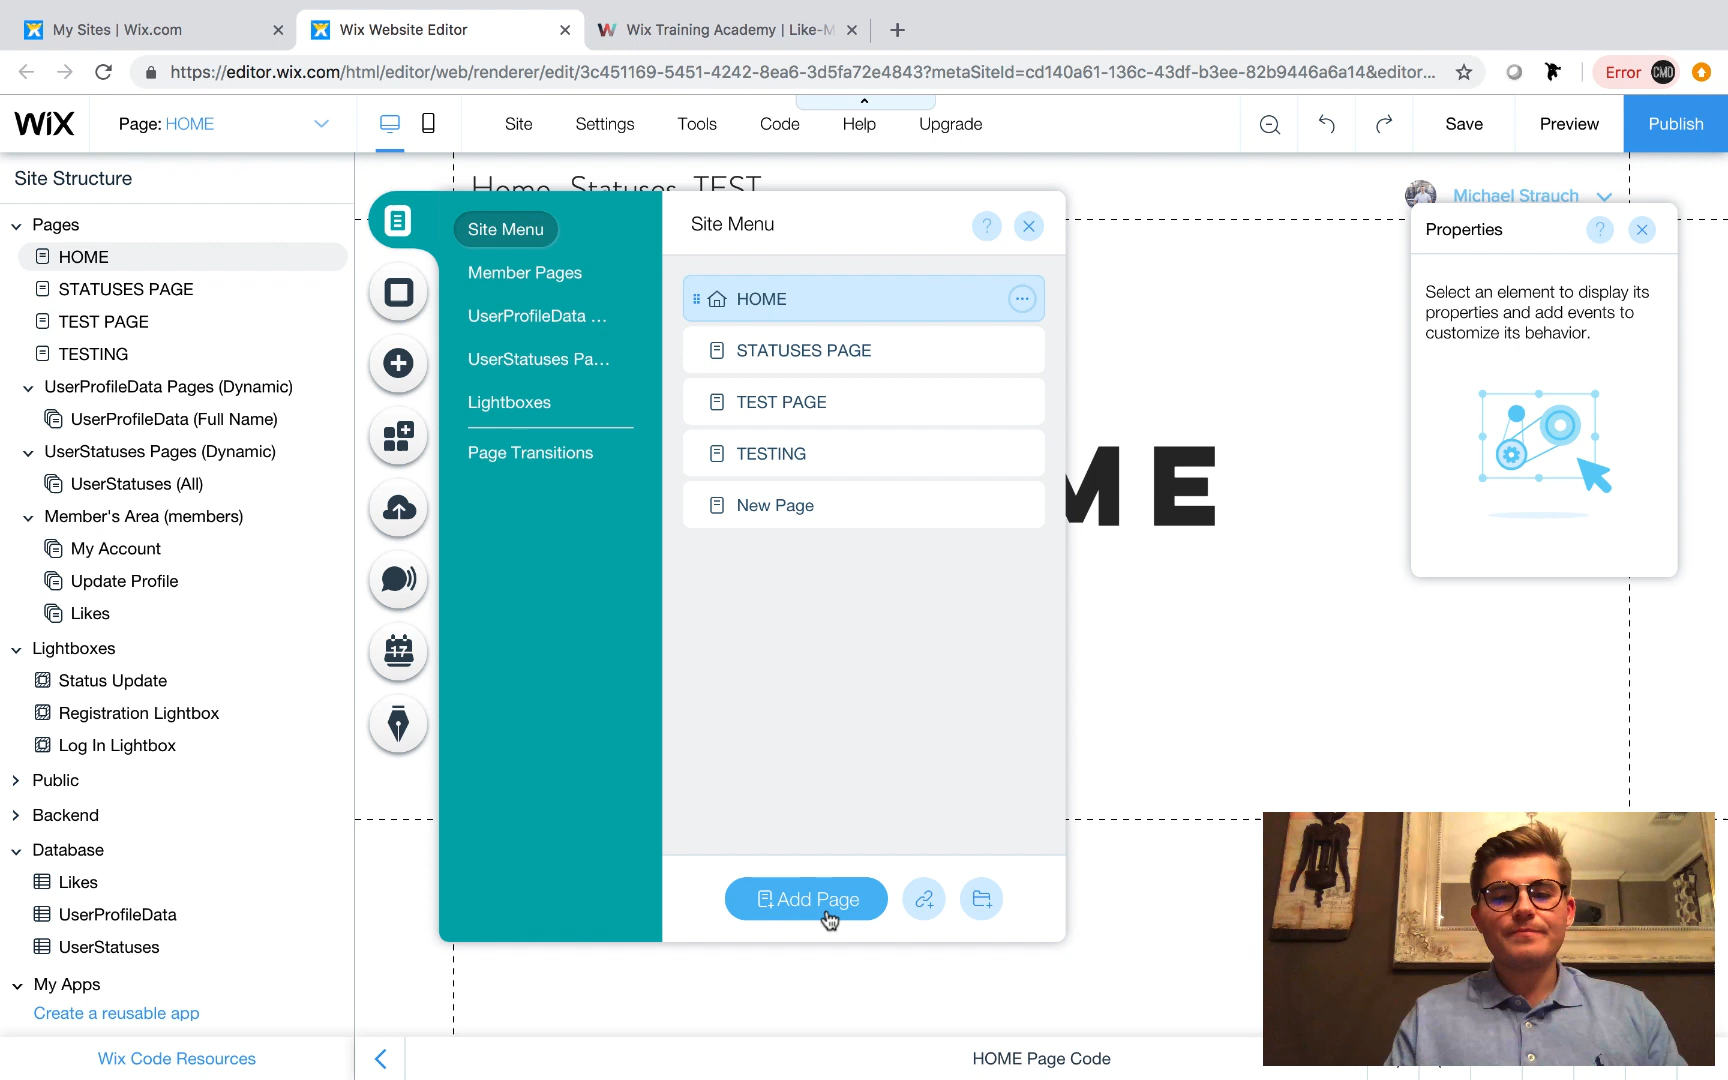 My Sites | Wix.com
Wix Website Editor
Wix Training Academy | Like-M
https://editor.wix.com/html/editor/web/renderer/edit/3c451169-5451-4242-8ea6-3d5fa72e4843?metaSiteId=cd140a61-136c-43df-b3ee-82b9446a6a14&editor...
Error
CMD
WiX
Page: HOME
Site
Settings
Tools
Code
Help
Upgrade
Save
Preview
Publish
Site Structure
Pages
HOME
STATUSES PAGE
TEST PAGE
TESTING
UserProfileData Pages (Dynamic)
UserProfileData (Full Name)
UserStatuses Pages (Dynamic)
UserStatuses (All)
Member's Area (members)
My Account
Update Profile
Likes
Lightboxes
Status Update
Registration Lightbox
Log In Lightbox
Public
Backend
Database
Likes
UserProfileData
UserStatuses
My Apps
Create a reusable app
Wix Code Resources
17
Home Statuses TEST
Michael Strauch
Site Menu
Member Pages
UserProfileData ...
UserStatuses Pa...
Lightboxes
Page Transitions
Site Menu
?
HOME
STATUSES PAGE
TEST PAGE
TESTING
New Page
Add Page
ME
Properties
?
Select an element to display its
properties and add events to
customize its behavior.
HOME Page Code